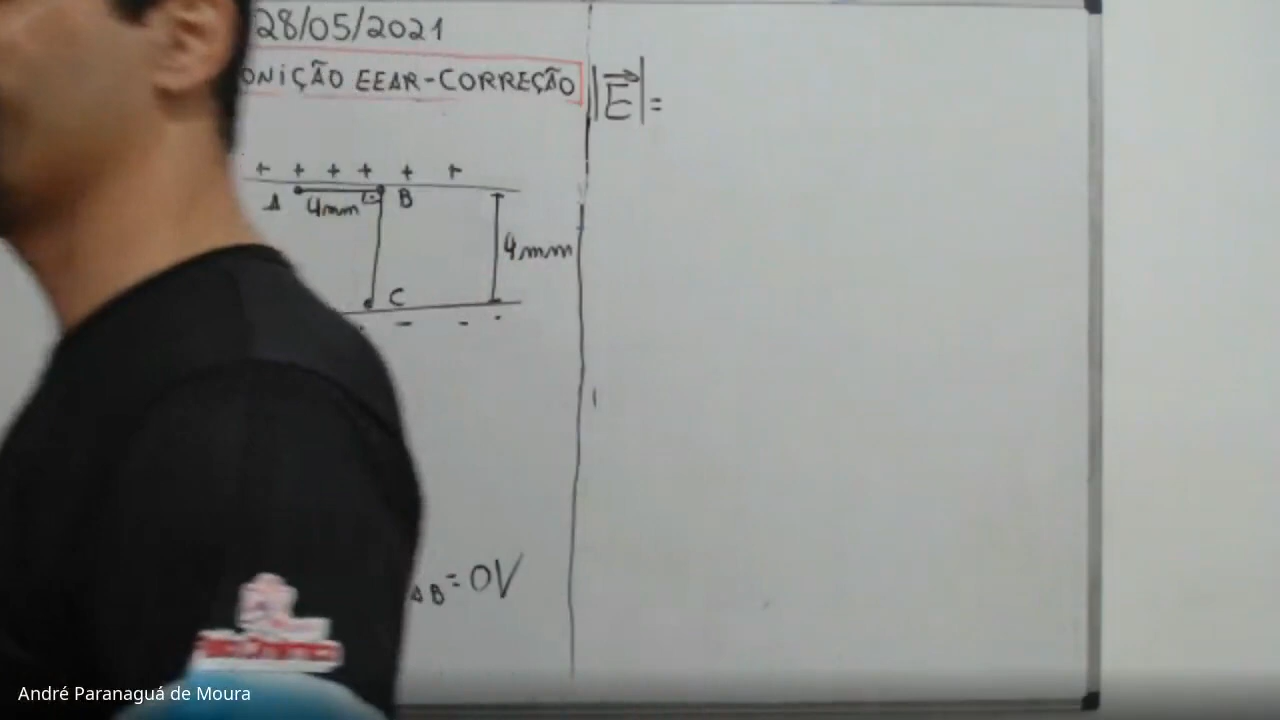 28/05/2021
ONIÇÃO EEAR-CORREÇÃO
+ + + + + +
A 4mm B
4mm
C
- - - -
AB = 0V
|E⃗| =
André Paranaguá de Moura